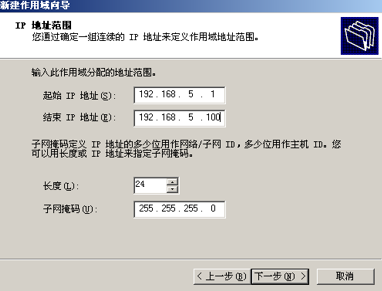 新建作用域向导
IP 地址范围
您通过确定一组连续的 IP 地址来定义作用域地址范围。
输入此作用域分配的地址范围。
起始 IP 地址(S): 192.168. 5 . 1
结束 IP 地址(E): 192.168. 5 .100
子网掩码定义 IP 地址的多少位用作网络/子网 ID，多少位用作主机 ID。您
可以用长度或 IP 地址来指定子网掩码。
长度(L): 24
子网掩码(U): 255.255.255. 0
< 上一步(B) 下一步(N) > 取消